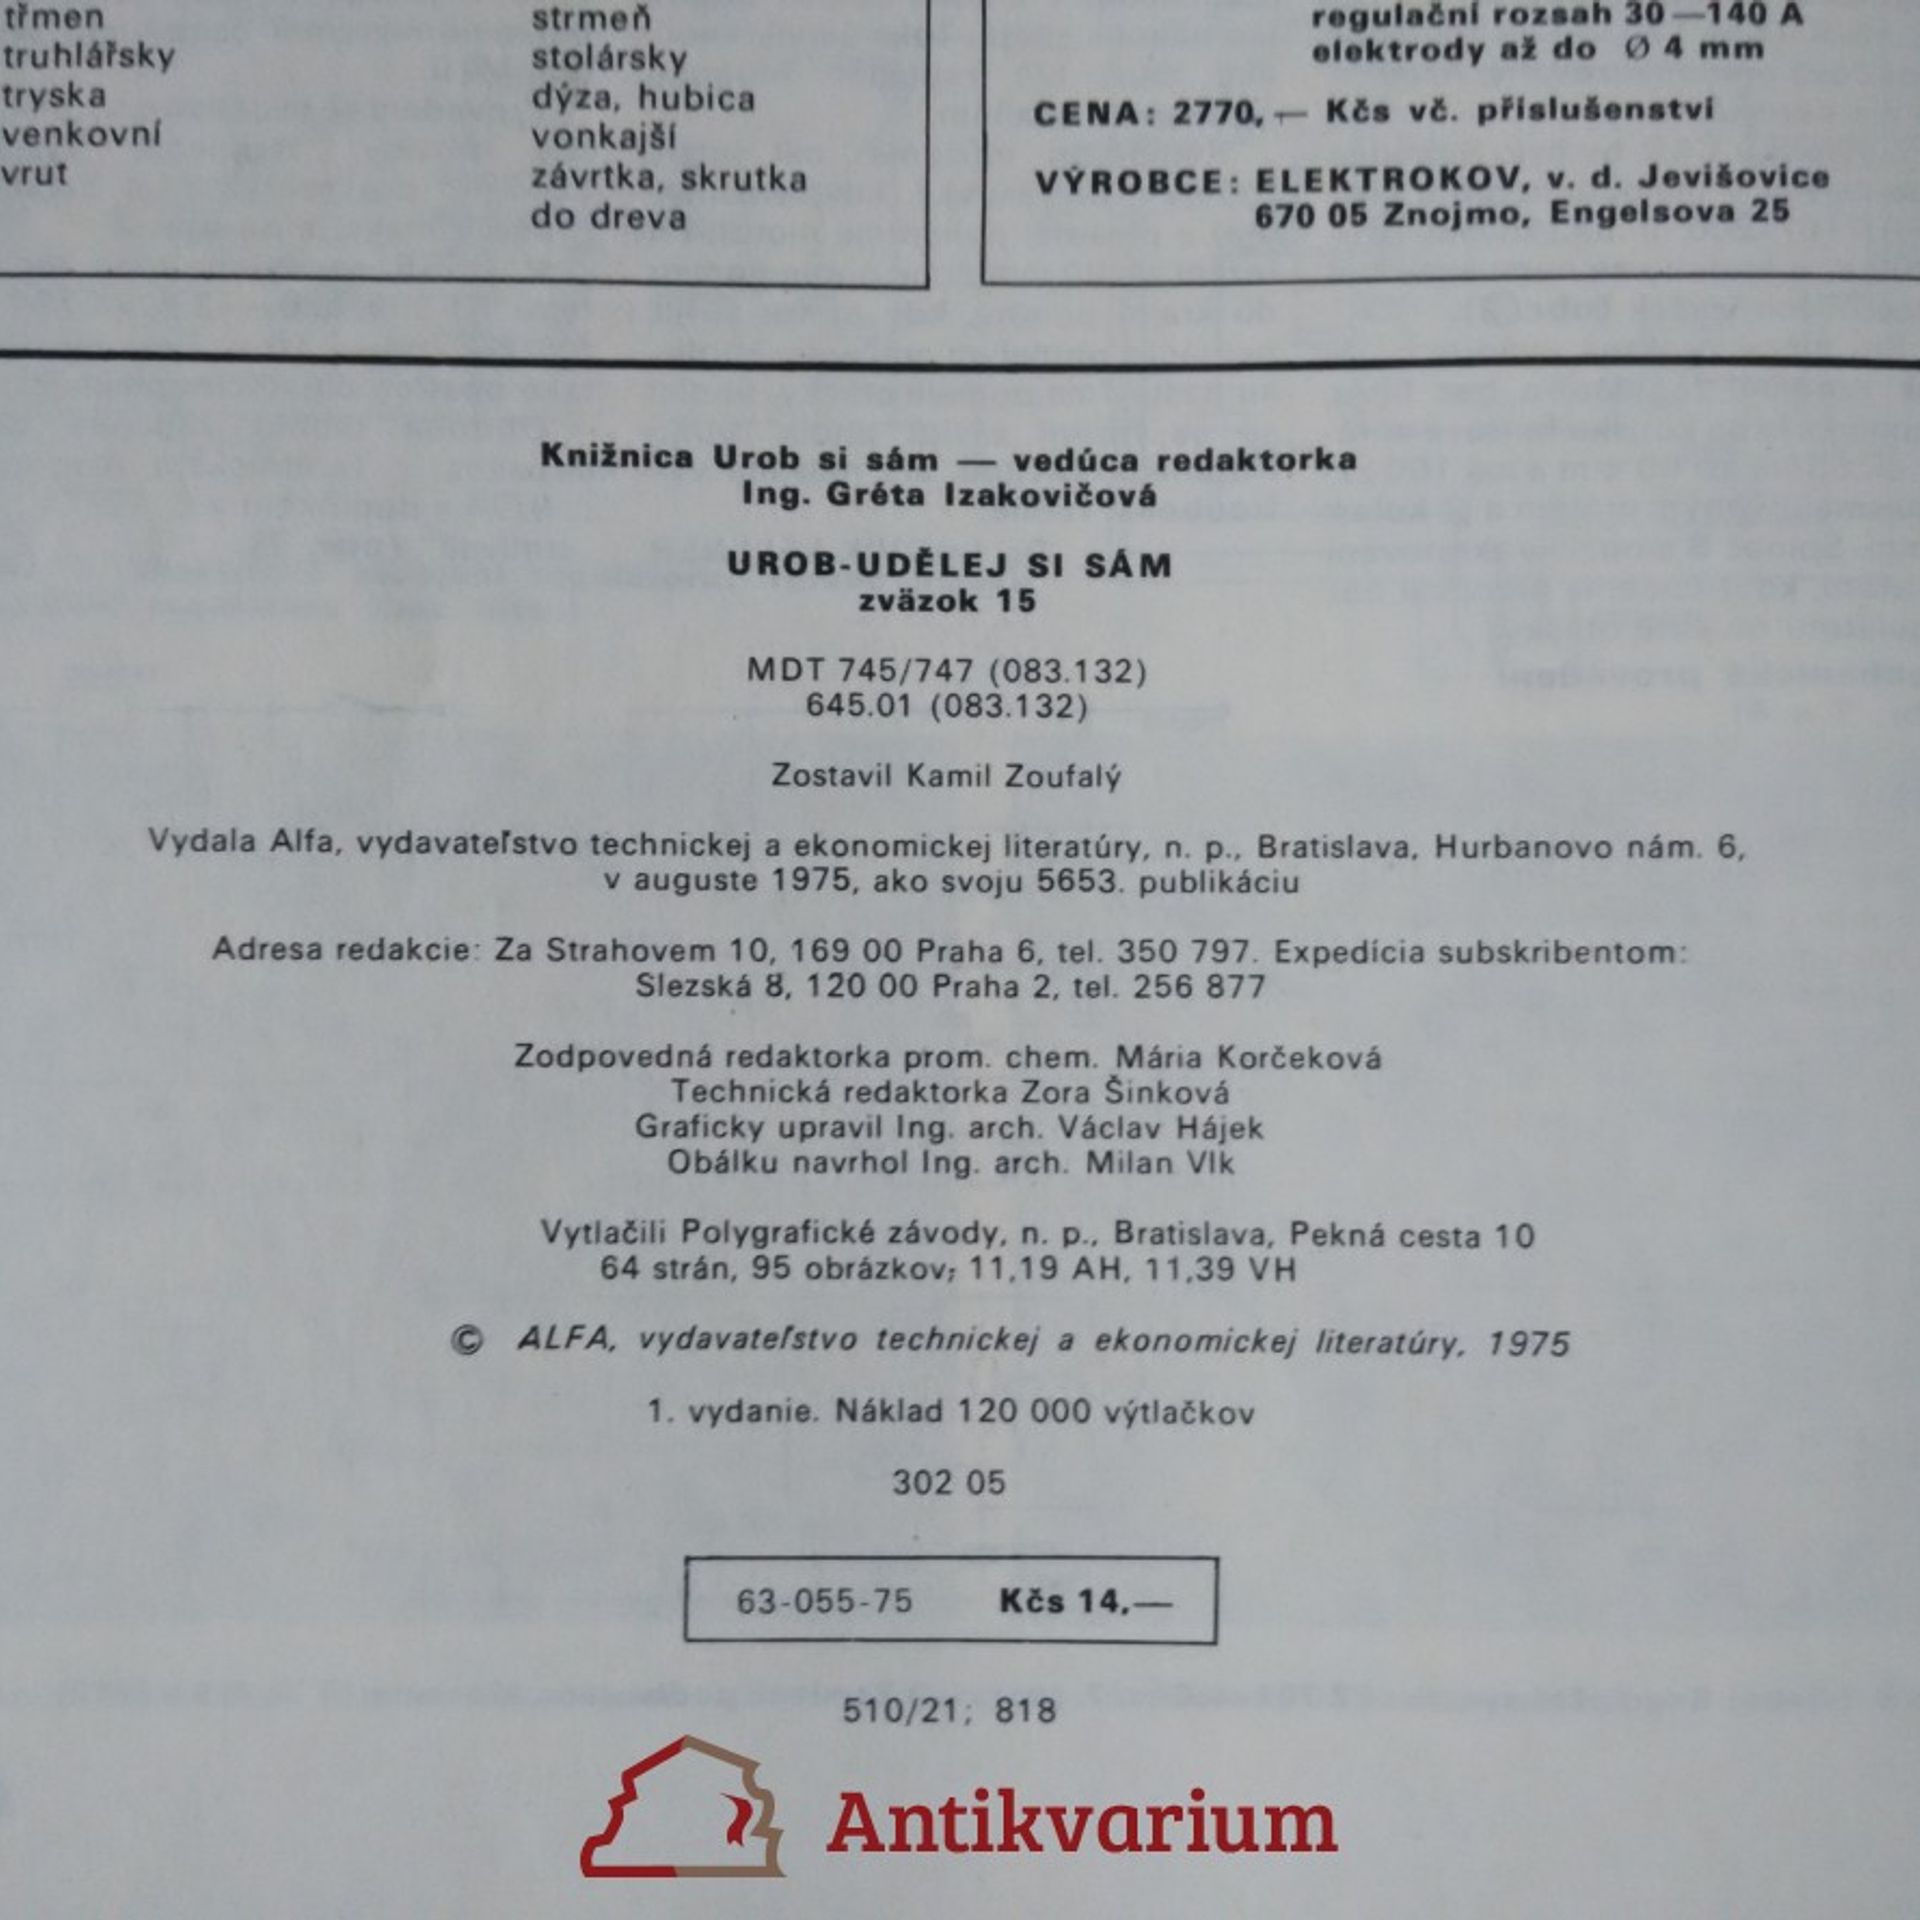 třmen
truhlářsky
tryska
venkovní
vrut
strmeň
stolársky
dýza, hubica
vonkajší
závrtka, skrutka
do dreva
regulační rozsah 30—140 A
elektrody až do Ø 4 mm
CENA: 2770,— Kčs vč. příslušenství
VÝROBCE: ELEKTROKOV, v. d. Jevišovice
670 05 Znojmo, Engelsova 25
Knižnica Urob si sám — vedúca redaktorka
Ing. Gréta Izakovičová
UROB-UDĚLEJ SI SÁM
zväzok 15
MDT 745/747 (083.132)
645.01 (083.132)
Zostavil Kamil Zoufalý
Vydala Alfa, vydavateľstvo technickej a ekonomickej literatúry, n. p., Bratislava, Hurbanovo nám. 6,
v auguste 1975, ako svoju 5653. publikáciu
Adresa redakcie: Za Strahovem 10, 169 00 Praha 6, tel. 350 797. Expedícia subskribentom:
Slezská 8, 120 00 Praha 2, tel. 256 877
Zodpovedná redaktorka prom. chem. Mária Korčeková
Technická redaktorka Zora Šinková
Graficky upravil Ing. arch. Václav Hájek
Obálku navrhol Ing. arch. Milan Vlk
Vytlačili Polygrafické závody, n. p., Bratislava, Pekná cesta 10
64 strán, 95 obrázkov; 11,19 AH, 11,39 VH
© ALFA, vydavateľstvo technickej a ekonomickej literatúry, 1975
1. vydanie. Náklad 120 000 výtlačkov
302 05
63-055-75 Kčs 14,—
510/21; 818
Antikvarium